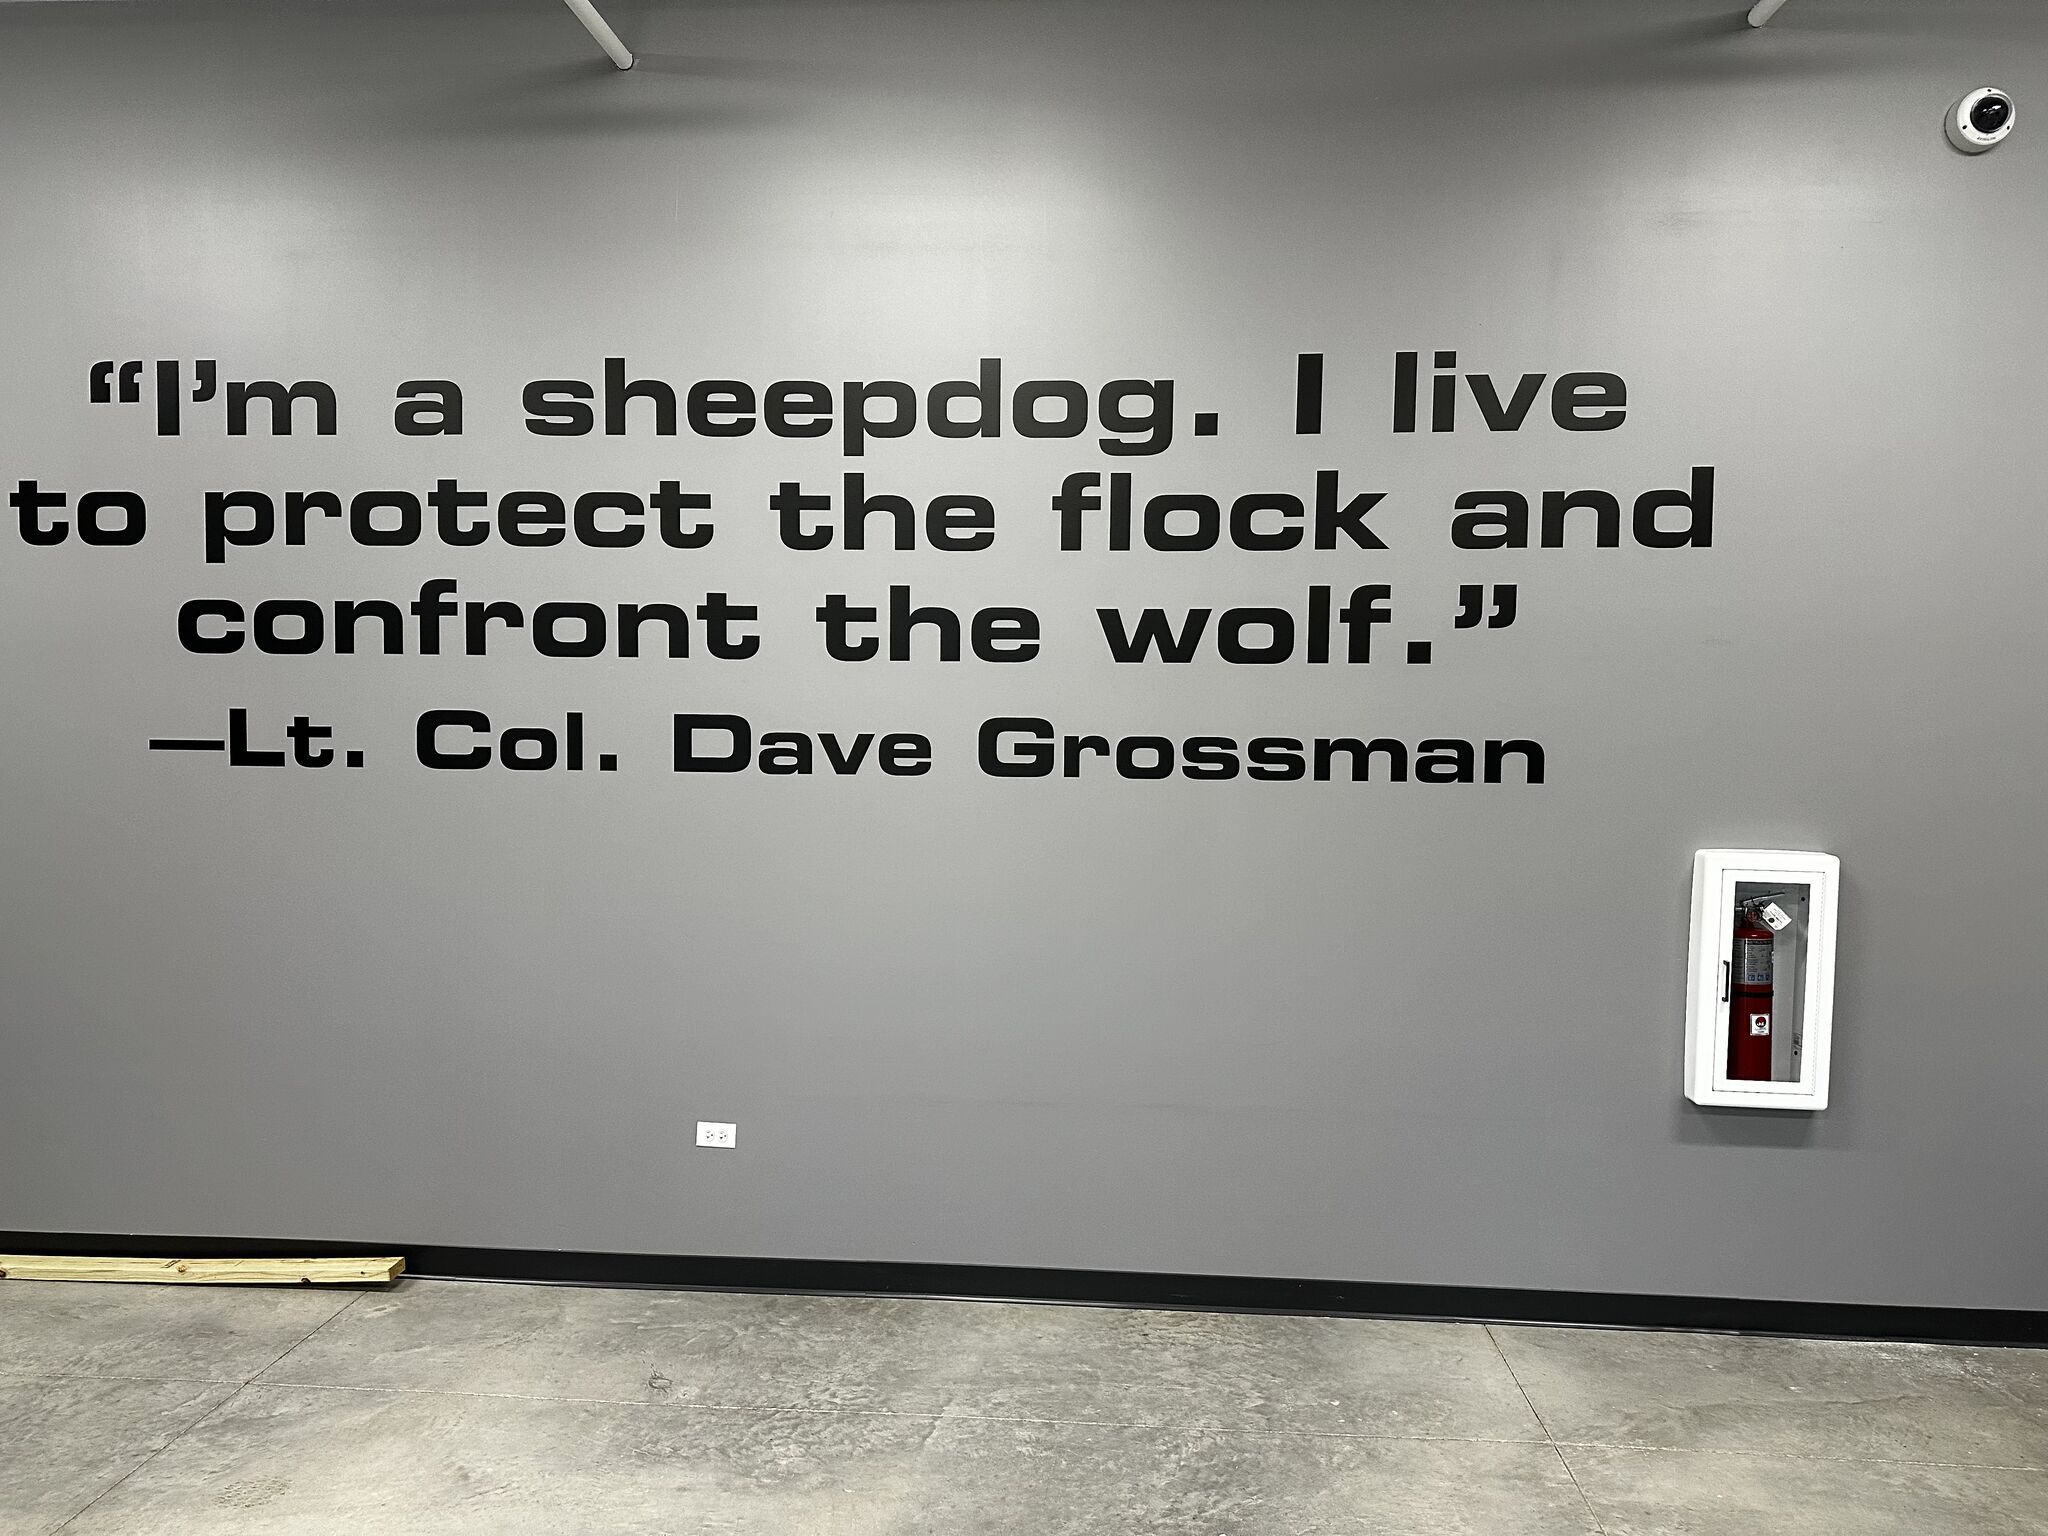 “I’m a sheepdog. I live
to protect the flock and
confront the wolf.”
—Lt. Col. Dave Grossman